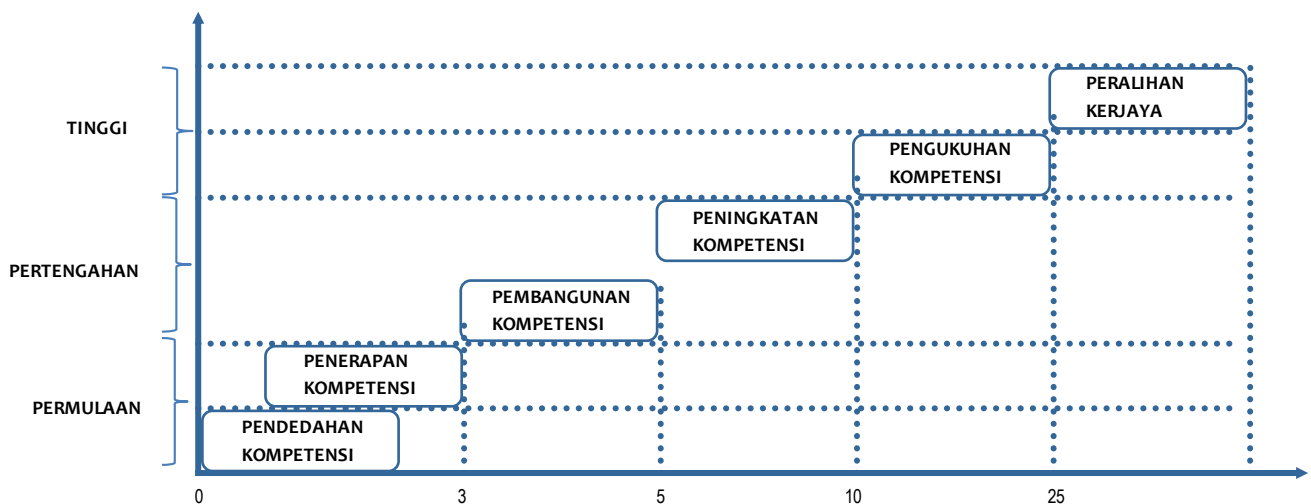 TINGGI
PERTENGAHAN
PERMULAAN
PERALIHAN
KERJAYA
PENGUKUHAN
KOMPETENSI
PENINGKATAN
KOMPETENSI
PEMBANGUNAN
KOMPETENSI
PENERAPAN
KOMPETENSI
PENDEDAHAN
KOMPETENSI
0 3 5 10 25